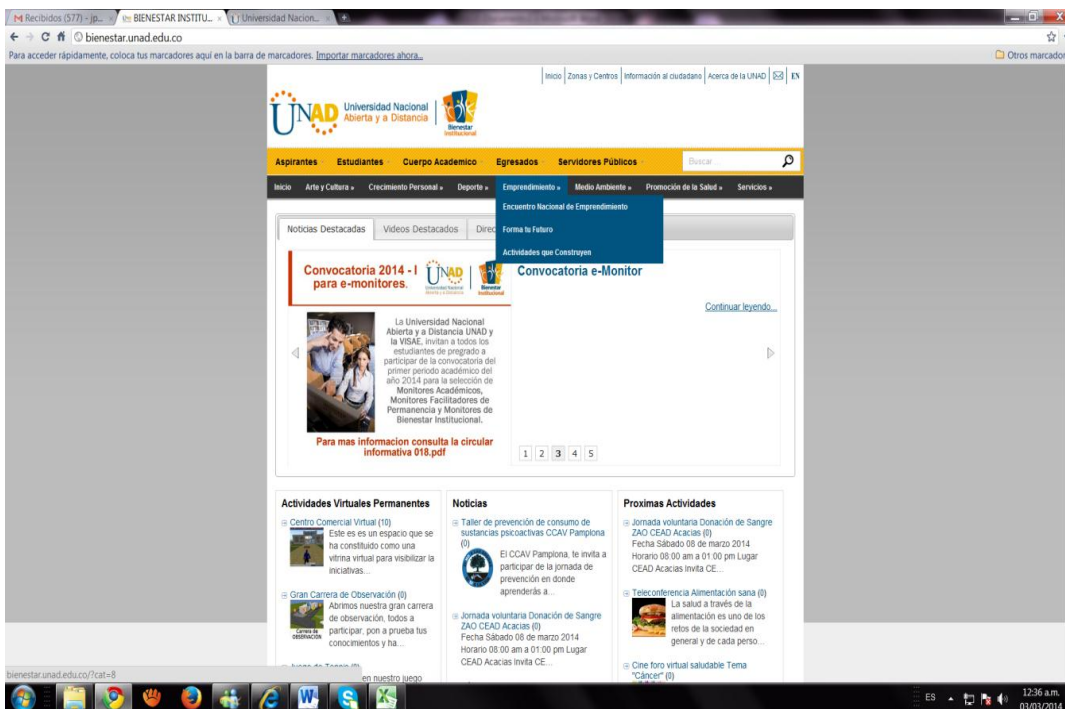 Recibidos (577) - jp...
BIENESTAR INSTITU...
Universidad Nacion...
bienestar.unad.edu.co
Para acceder rápidamente, coloca tus marcadores aquí en la barra de marcadores. Importar marcadores ahora...
Otros marcador
Inicio Zonas y Centros Información al ciudadano Acerca de la UNAD EN
UNAD
Universidad Nacional
Abierta y a Distancia
Bienestar
Institucional
Aspirantes Estudiantes Cuerpo Academico Egresados Servidores Públicos Buscar...
Inicio Arte y Cultura » Crecimiento Personal » Deporte » Emprendimiento » Medio Ambiente » Promoción de la Salud » Servicios »
Encuentro Nacional de Emprendimiento
Forma tu Futuro
Actividades que Construyen
Noticias Destacadas Videos Destacados Direc
Convocatoria 2014 - I
para e-monitores.
UNAD
Bienestar
Institucional
La Universidad Nacional
Abierta y a Distancia UNAD y
la VISAE, invitan a todos los
estudiantes de pregrado a
participar de la convocatoria del
primer periodo académico del
año 2014 para la selección de
Monitores Académicos,
Monitores Facilitadores de
Permanencia y Monitores de
Bienestar Institucional.
Para mas informacion consulta la circular
informativa 018.pdf
Convocatoria e-Monitor
Continuar leyendo...
1 2 3 4 5
Actividades Virtuales Permanentes
Centro Comercial Virtual (10)
Este es es un espacio que se
ha constituido como una
vitrina virtual para visibilizar la
iniciativas...
Gran Carrera de Observación (0)
Carrera de
OBSERVACION
Abrimos nuestra gran carrera
de observación, todos a
participar, pon a prueba tus
conocimientos y ha...
en nuestro juego
Noticias
Taller de prevención de consumo de
sustancias psicoactivas CCAV Pamplona
(0)
El CCAV Pamplona, te invita a
participar de la jornada de
prevención en donde
aprenderás a...
Jornada voluntaria Donación de Sangre
ZAO CEAD Acacias (0)
Fecha Sábado 08 de marzo 2014
Horario 08:00 am a 01:00 pm Lugar
CEAD Acacias Invita CE...
Proximas Actividades
Jornada voluntaria Donación de Sangre
ZAO CEAD Acacias (0)
Fecha Sábado 08 de marzo 2014
Horario 08:00 am a 01:00 pm Lugar
CEAD Acacias Invita CE...
Teleconferencia Alimentación sana (0)
La salud a través de la
alimentación es uno de los
retos de la sociedad en
general y de cada perso...
Cine foro virtual saludable Tema
"Cáncer" (0)
bienestar.unad.edu.co/?cat=8
ES
12:36 a.m.
03/03/2014